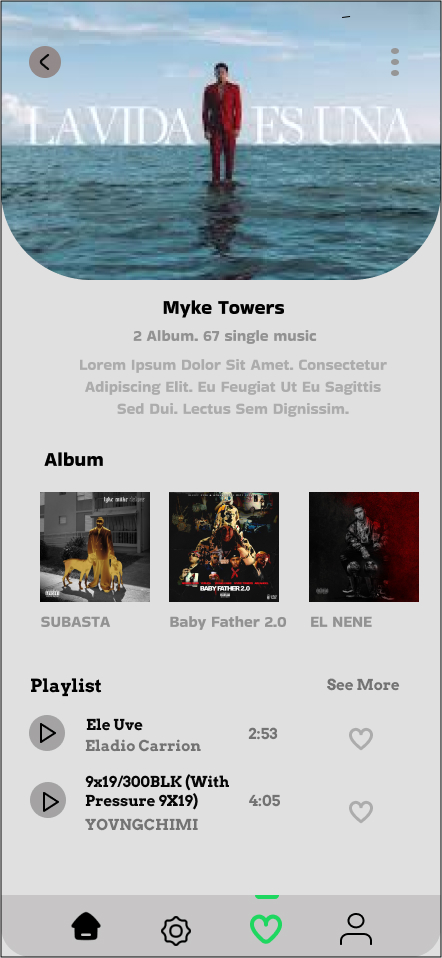 LA VIDA ES UNA
Myke Towers
2 Album. 67 single music
Lorem Ipsum Dolor Sit Amet. Consectetur
Adipiscing Elit. Eu Feugiat Ut Eu Sagittis
Sed Dui. Lectus Sem Dignissim.
Album
BABY FATHER 2.0
SUBASTA
Baby Father 2.0
EL NENE
Playlist
See More
Ele Uve
Eladio Carrion
2:53
9x19/300BLK (With
Pressure 9X19)
YOVNGCHIMI
4:05